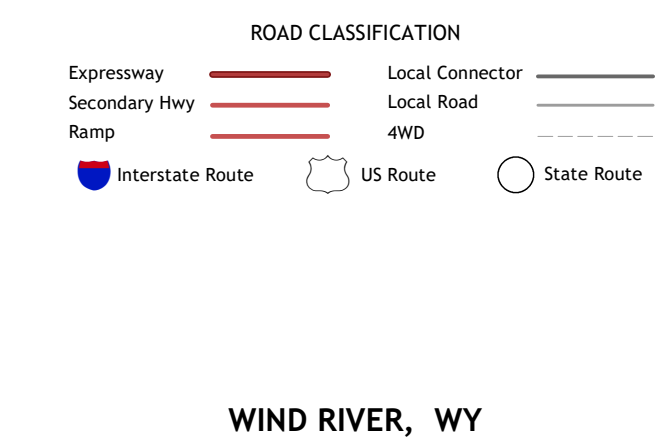 ROAD CLASSIFICATION
Expressway
Local Connector
Secondary Hwy
Local Road
Ramp
4WD
Interstate Route
US Route
State Route
WIND RIVER, WY